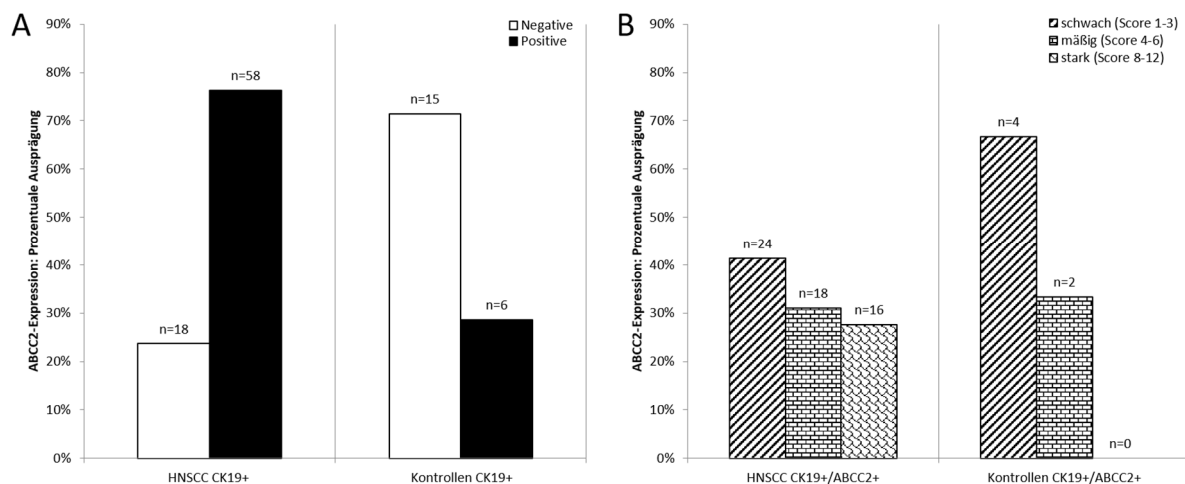 A
ABCC2-Expression: Prozentuale Ausprägung
90%
80%
70%
60%
50%
40%
30%
20%
10%
0%
Negative
Positive
n=18
n=58
n=15
n=6
HNSCC CK19+
Kontrollen CK19+
B
ABCC2-Expression: Prozentuale Ausprägung
90%
80%
70%
60%
50%
40%
30%
20%
10%
0%
schwach (Score 1-3)
mäßig (Score 4-6)
stark (Score 8-12)
n=24
n=18
n=16
n=4
n=2
n=0
HNSCC CK19+/ABCC2+
Kontrollen CK19+/ABCC2+